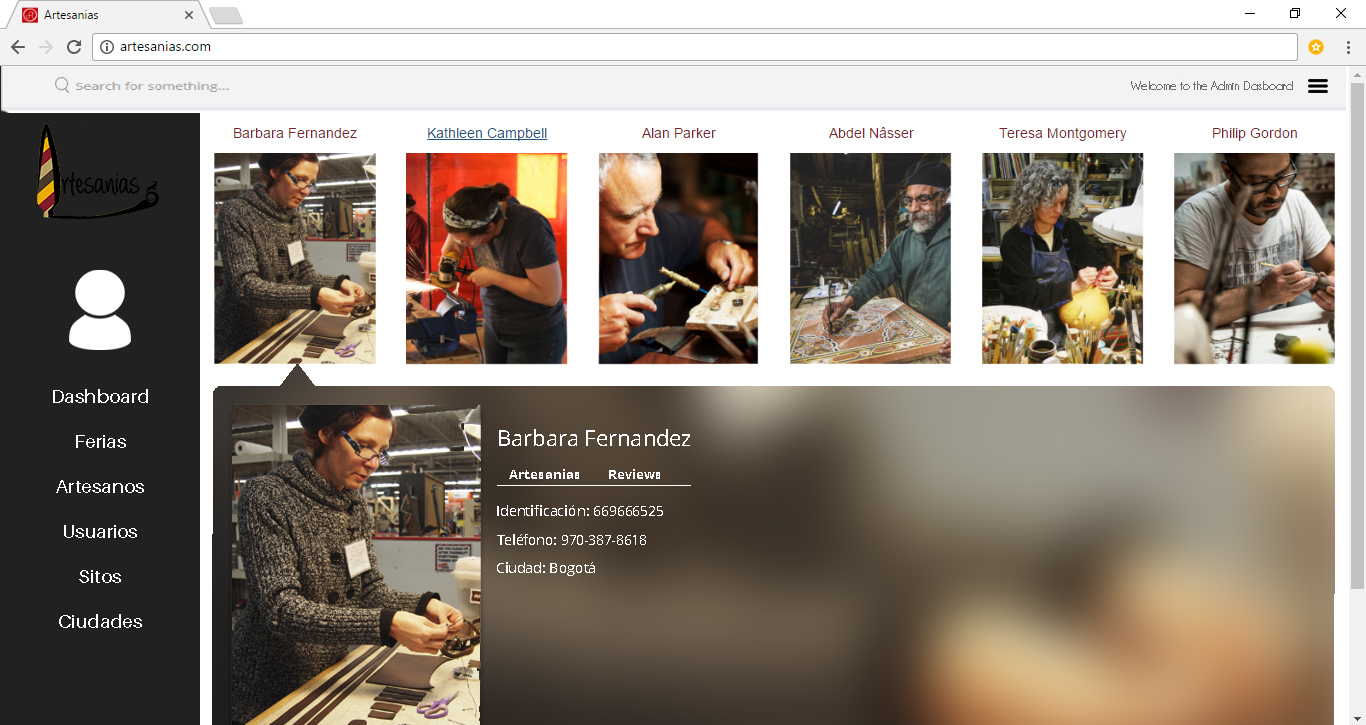 Artesanias
artesanias.com
Search for something...
Welcome to the Admin Dasboard
Artesanias
Barbara Fernandez
Kathleen Campbell
Alan Parker
Abdel Nâsser
Teresa Montgomery
Philip Gordon
Dashboard
Ferias
Artesanos
Usuarios
Sitos
Ciudades
Barbara Fernandez
Artesanias Reviews
Identificación: 669666525
Teléfono: 970-387-8618
Ciudad: Bogotá